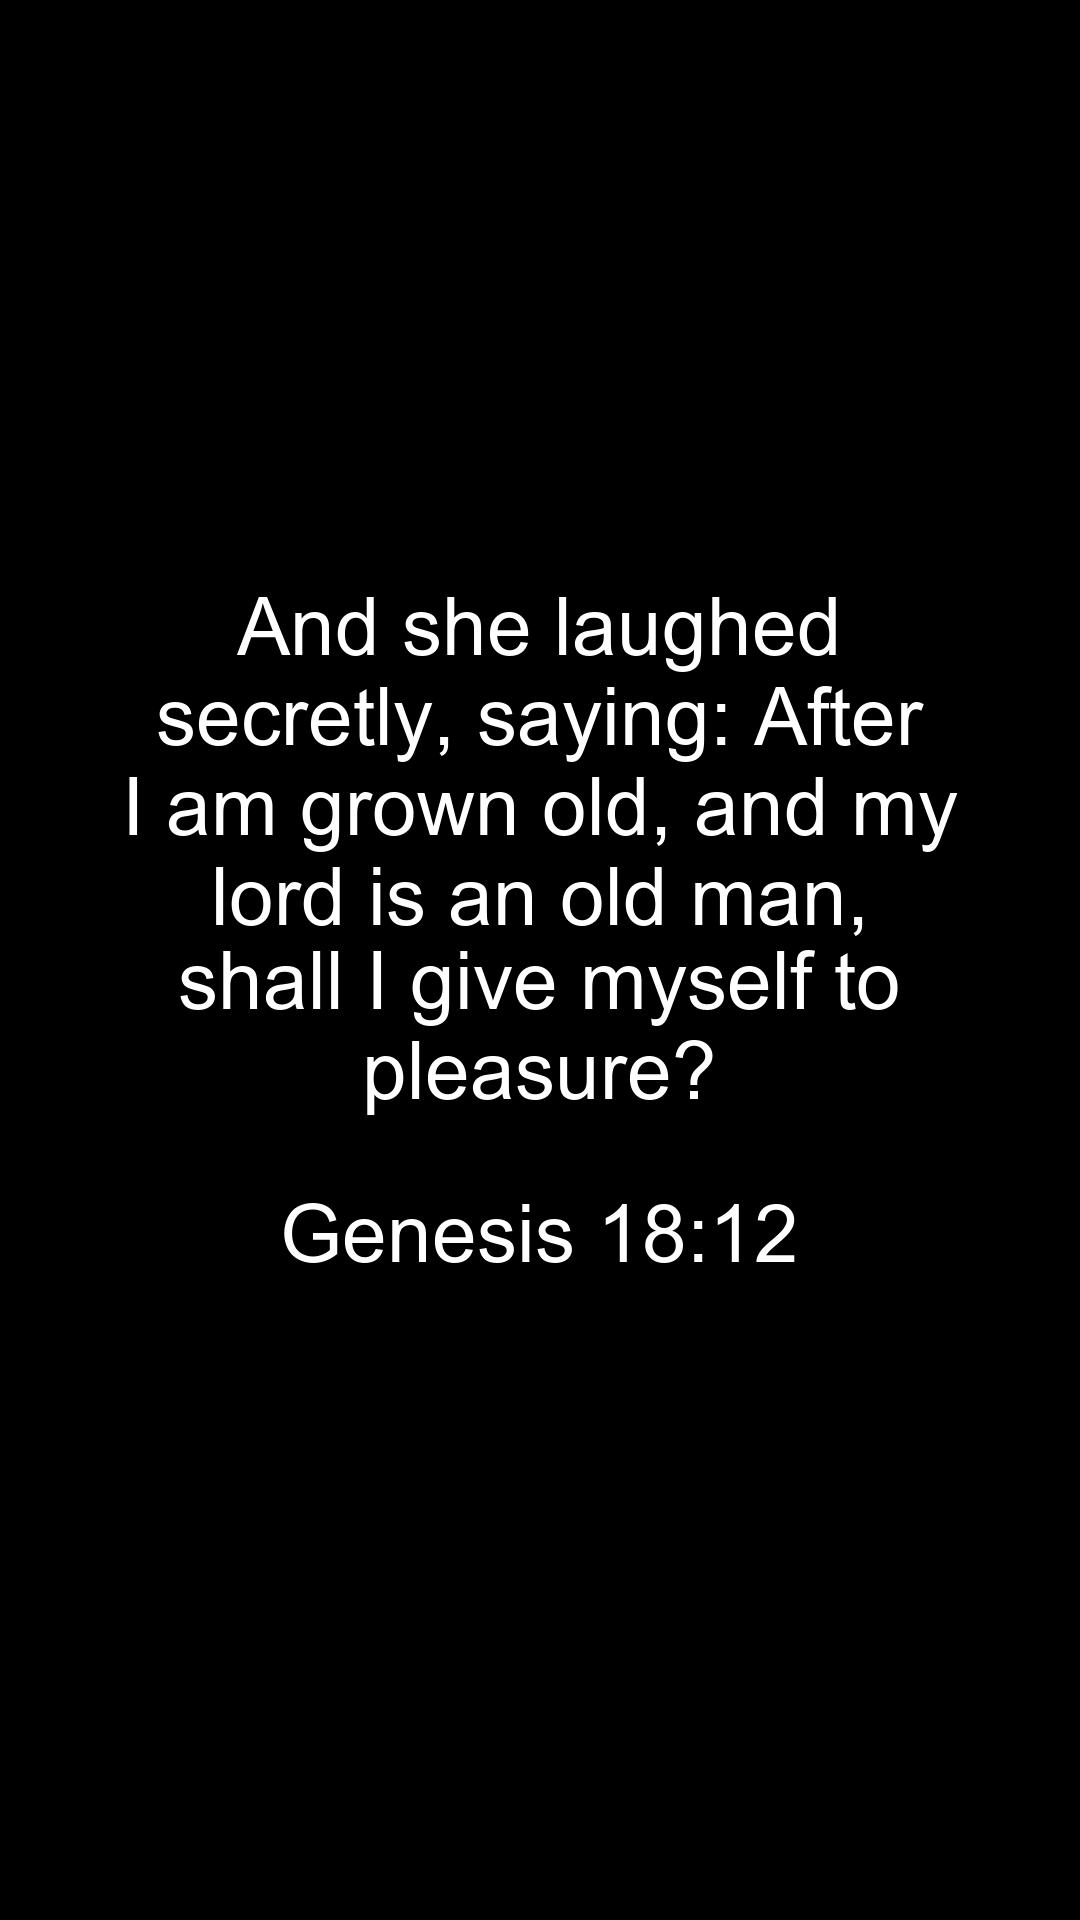 And she laughed
secretly, saying: After
I am grown old, and my
lord is an old man,
shall I give myself to
pleasure?
Genesis 18:12